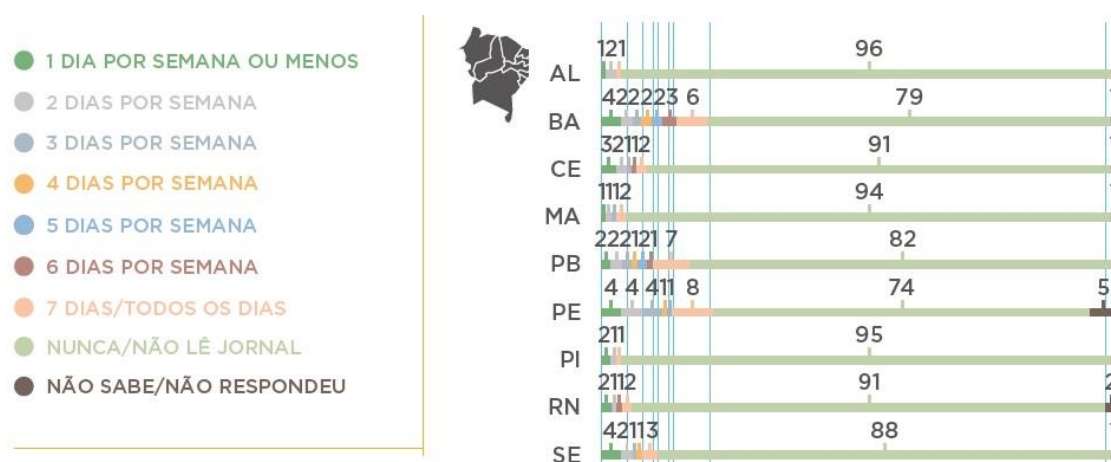 1 DIA POR SEMANA OU MENOS
2 DIAS POR SEMANA
3 DIAS POR SEMANA
4 DIAS POR SEMANA
5 DIAS POR SEMANA
6 DIAS POR SEMANA
7 DIAS/TODOS OS DIAS
NUNCA/NÃO LÊ JORNAL
NÃO SABE/NÃO RESPONDEU
121 96
AL
422223 6 79
BA
32112 91
CE
1112 94
MA
222121 7 82
PB
4 4 411 8 74 5
PE
211 95
PI
2112 91 2
RN
42113 88
SE